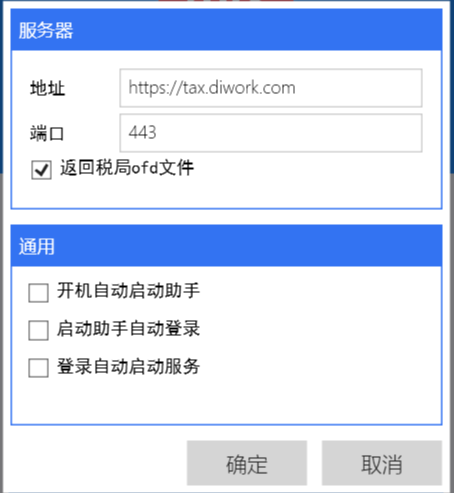 服务器
地址
https://tax.diwork.com
端口
443
返回税局ofd文件
通用
开机自动启动助手
启动助手自动登录
登录自动启动服务
确定
取消